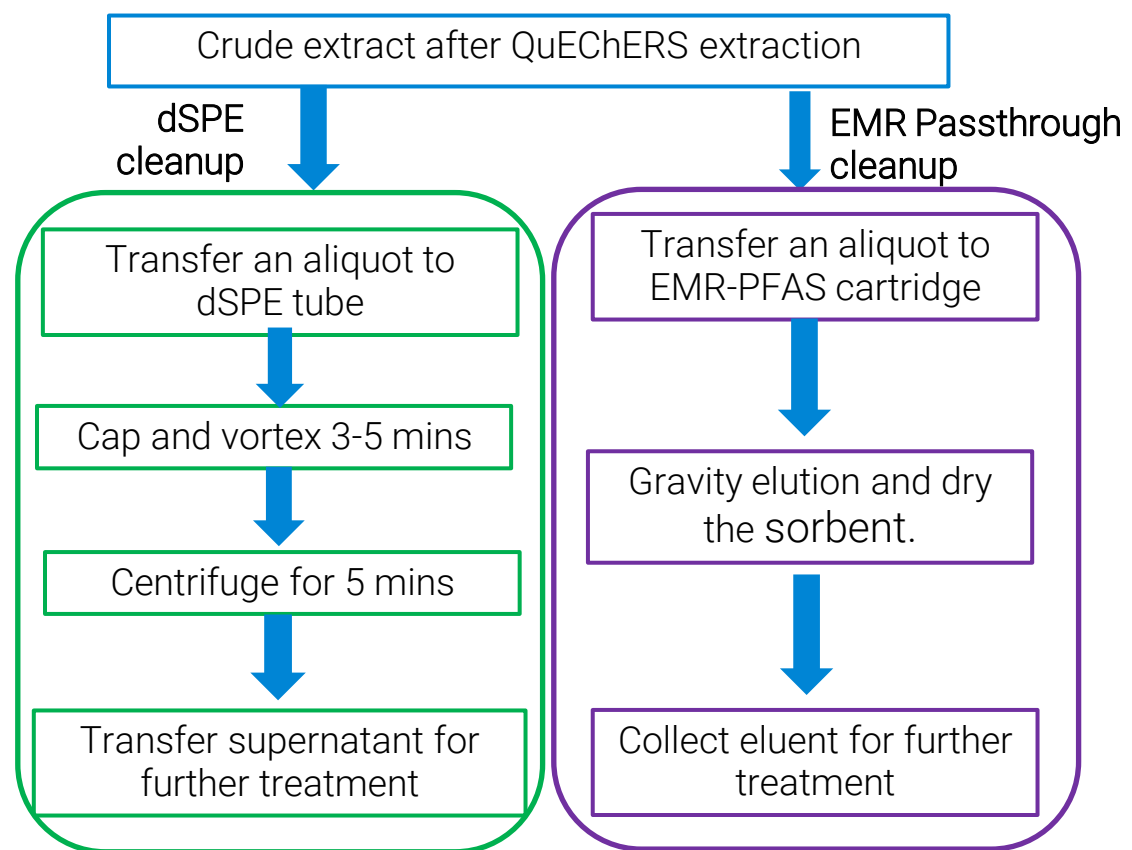 Crude extract after QuEChERS extraction
dSPE
cleanup
Transfer an aliquot to
dSPE tube
Cap and vortex 3-5 mins
Centrifuge for 5 mins
Transfer supernatant for
further treatment
EMR Passthrough
cleanup
Transfer an aliquot to
EMR-PFAS cartridge
Gravity elution and dry
the sorbent.
Collect eluent for further
treatment